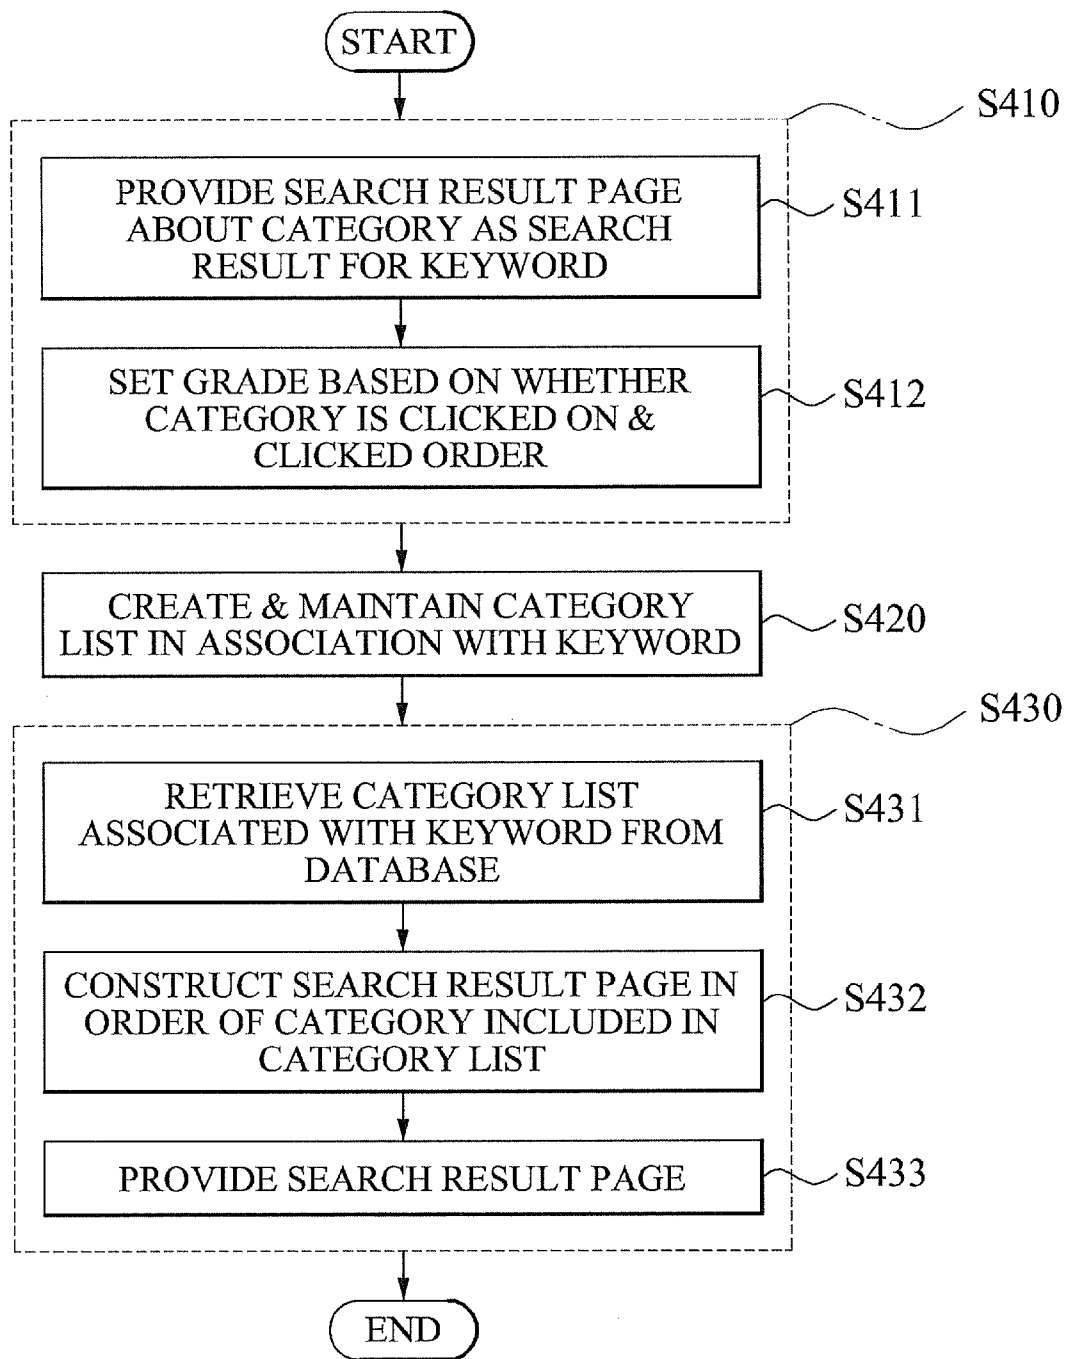 START
S410
PROVIDE SEARCH RESULT PAGE
ABOUT CATEGORY AS SEARCH
RESULT FOR KEYWORD
S411
SET GRADE BASED ON WHETHER
CATEGORY IS CLICKED ON &
CLICKED ORDER
S412
CREATE & MAINTAIN CATEGORY
LIST IN ASSOCIATION WITH KEYWORD
S420
S430
RETRIEVE CATEGORY LIST
ASSOCIATED WITH KEYWORD FROM
DATABASE
S431
CONSTRUCT SEARCH RESULT PAGE IN
ORDER OF CATEGORY INCLUDED IN
CATEGORY LIST
S432
PROVIDE SEARCH RESULT PAGE
S433
END